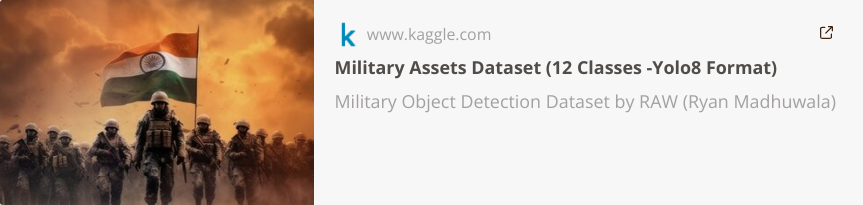 k www.kaggle.com
Military Assets Dataset (12 Classes -Yolo8 Format)
Military Object Detection Dataset by RAW (Ryan Madhuwala)